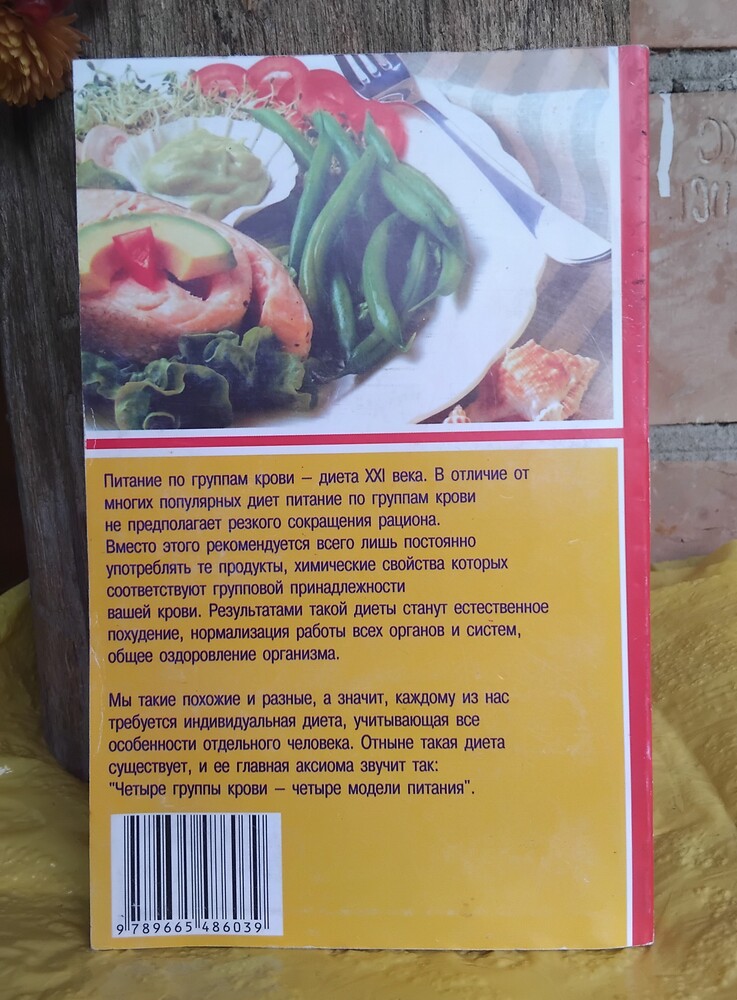 Питание по группам крови – диета XXI века. В отличие от
многих популярных диет питание по группам крови
не предполагает резкого сокращения рациона.
Вместо этого рекомендуется всего лишь постоянно
употреблять те продукты, химические свойства которых
соответствуют групповой принадлежности
вашей крови. Результатами такой диеты станут естественное
похудение, нормализация работы всех органов и систем,
общее оздоровление организма.
Мы такие похожие и разные, а значит, каждому из нас
требуется индивидуальная диета, учитывающая все
особенности отдельного человека. Отныне такая диета
существует, и ее главная аксиома звучит так:
"Четыре группы крови – четыре модели питания".
9 789665 486039